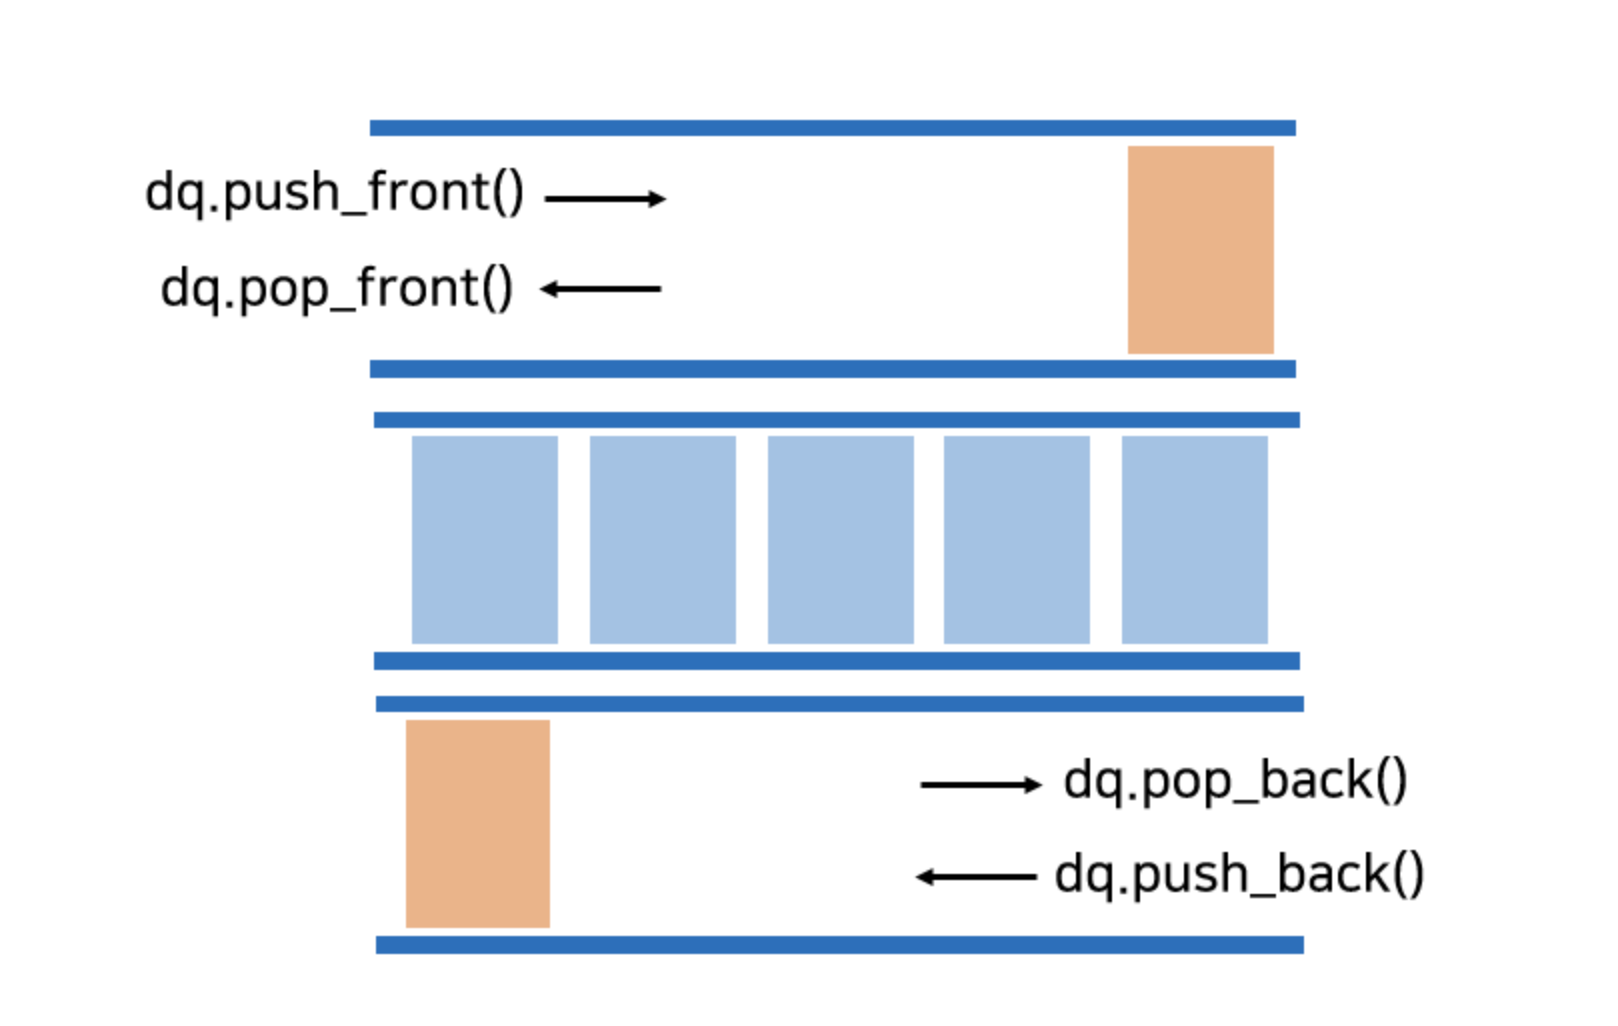 dq.push_front()
dq.pop_front()
dq.pop_back()
dq.push_back()